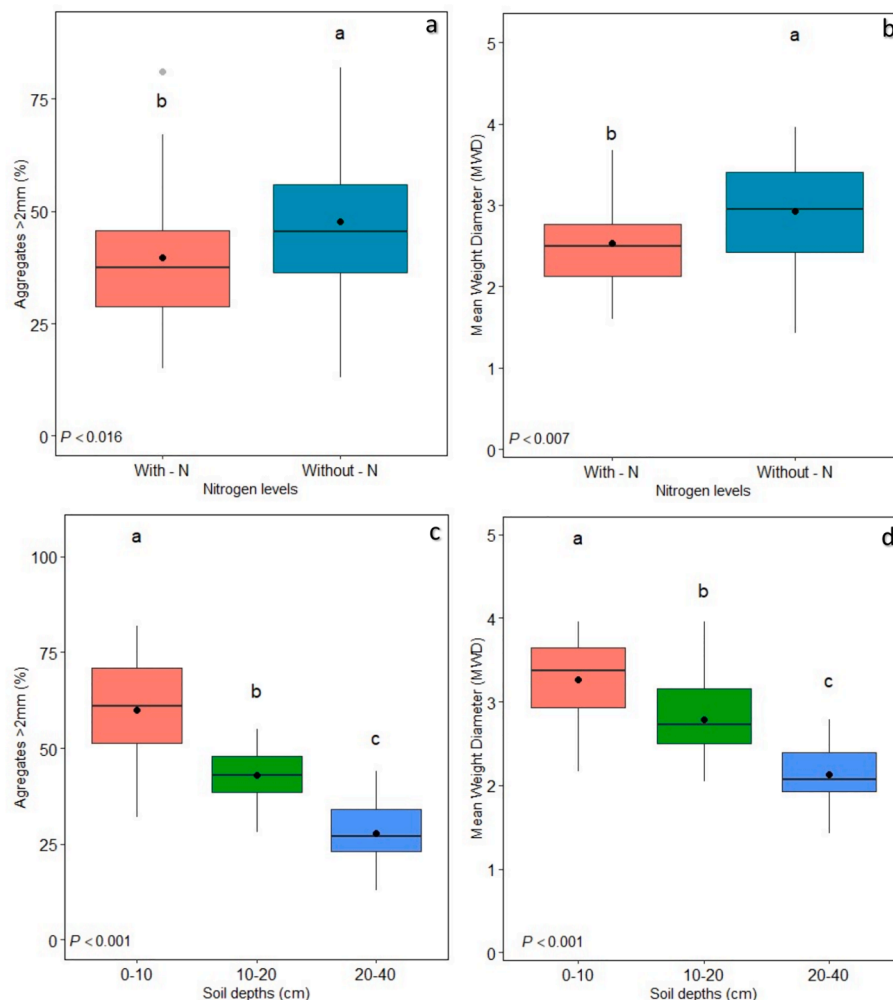 a
Aggregates >2mm (%)
75
50
25
0
a
b
P < 0.016
With - N
Without - N
Nitrogen levels
b
Mean Weight Diameter (MWD)
5
4
3
2
1
0
a
b
P < 0.007
With - N
Without - N
Nitrogen levels
c
Agregates >2mm (%)
100
75
50
25
0
a
b
c
P < 0.001
0-10
10-20
20-40
Soil depths (cm)
d
Mean Weight Diameter (MWD)
5
4
3
2
1
0
a
b
c
P < 0.001
0-10
10-20
20-40
Soil depths (cm)